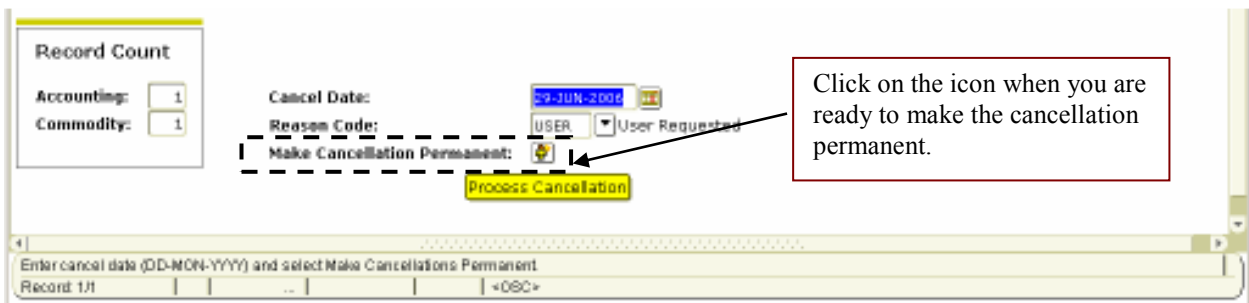 Record Count
Accounting: 1
Commodity: 1
Cancel Date: 29-JUN-2006
Reason Code: USER User Requested
Make Cancellation Permanent:
Process Cancellation
Click on the icon when you are
ready to make the cancellation
permanent.
Enter cancel date (DD-MON-YYYY) and select Make Cancellations Permanent
Record: 1/1 ... <OSC>